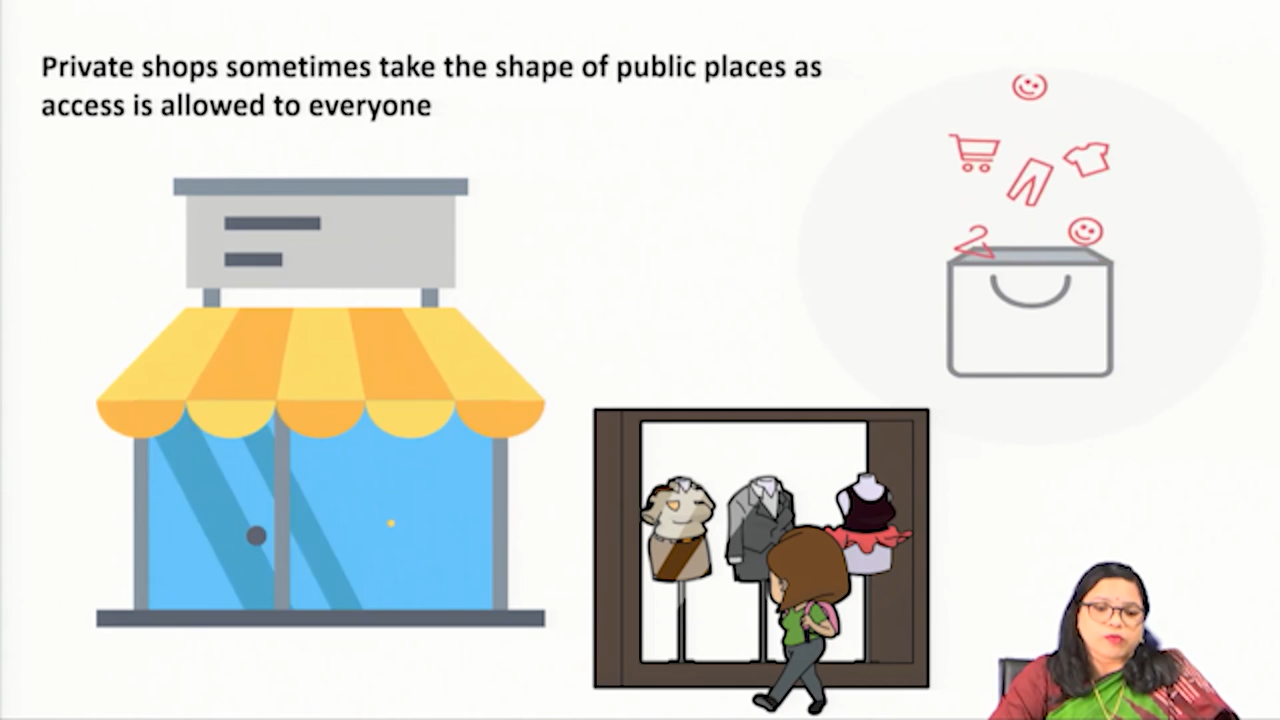 Private shops sometimes take the shape of public places as
access is allowed to everyone